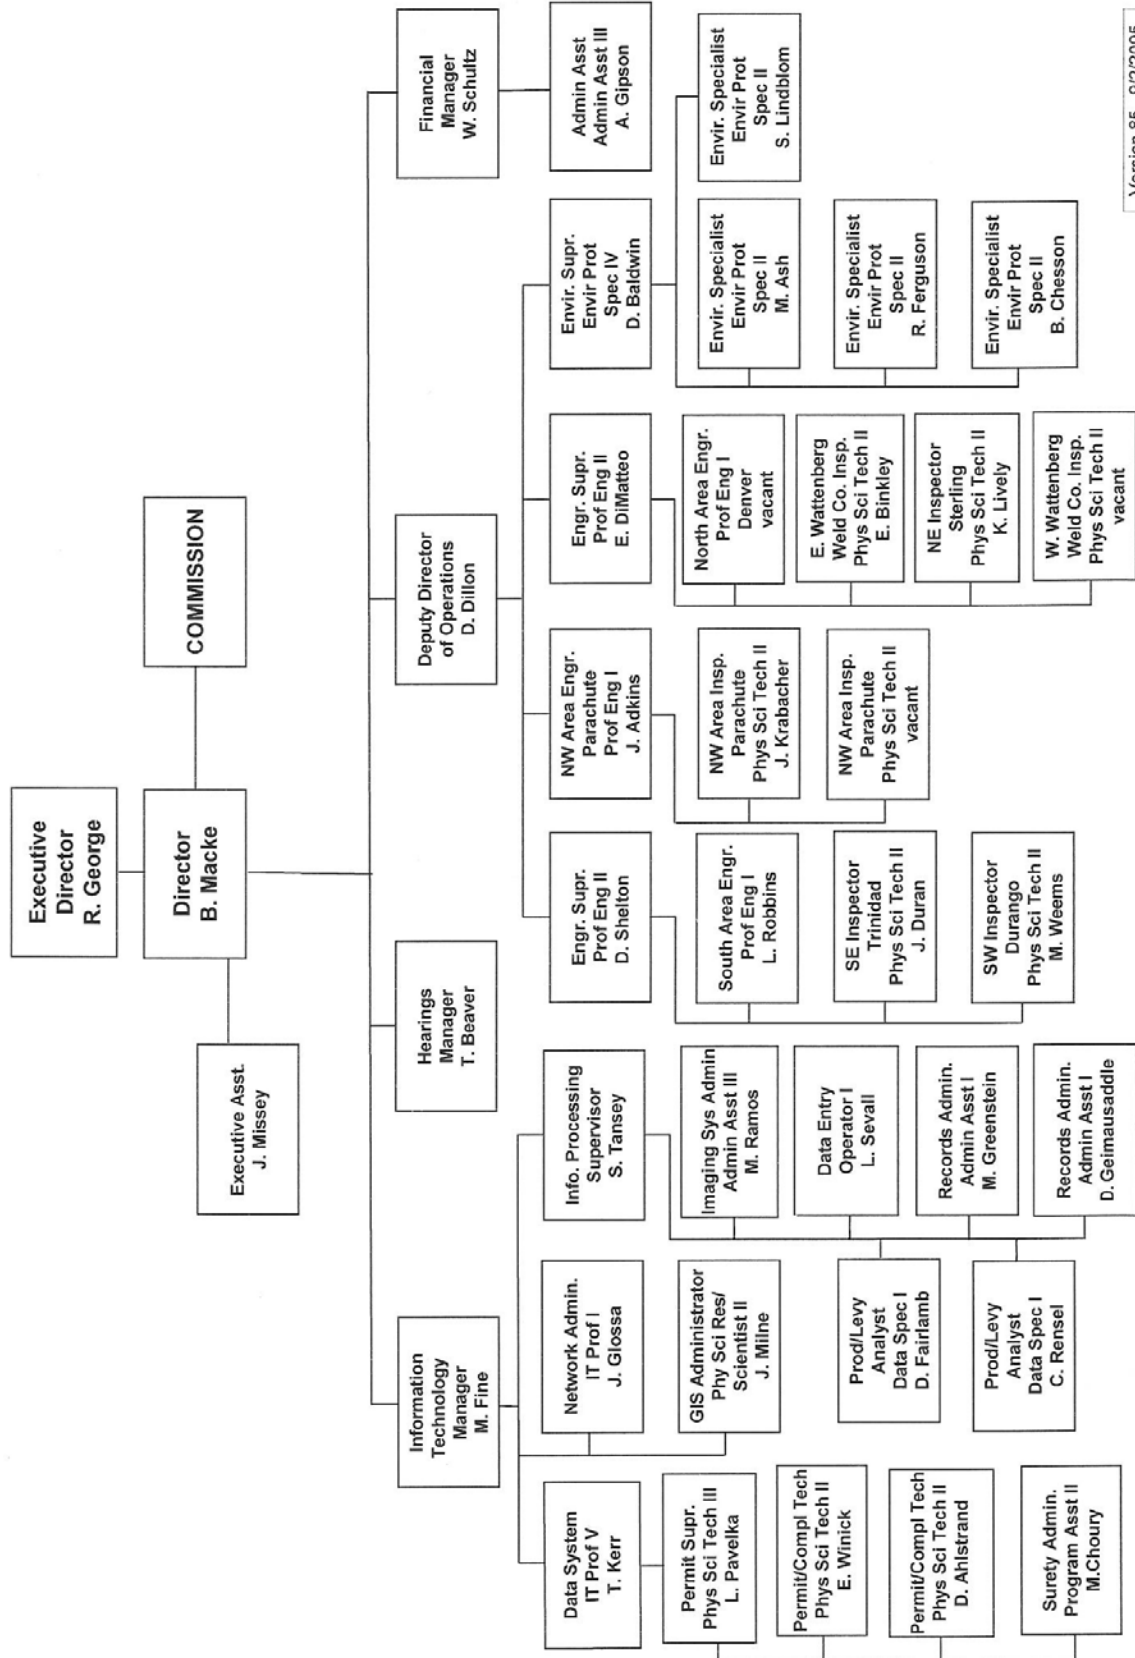 Executive
Director
R. George
Director
B. Macke
COMMISSION
Executive Asst.
J. Missey
Information
Technology
Manager
M. Fine
Hearings
Manager
T. Beaver
Deputy Director
of Operations
D. Dillon
Financial
Manager
W. Schultz
Data System
IT Prof V
T. Kerr
Network Admin.
IT Prof I
J. Glossa
Info. Processing
Supervisor
S. Tansey
Engr. Supr.
Prof Eng II
D. Shelton
NW Area Engr.
Parachute
Prof Eng I
J. Adkins
Engr. Supr.
Prof Eng II
E. DiMatteo
Envir. Supr.
Envir Prot
Spec IV
D. Baldwin
Admin Asst
Admin Asst III
A. Gipson
Permit Supr.
Phys Sci Tech III
L. Pavelka
GIS Administrator
Phy Sci Res/
Scientist II
J. Milne
Imaging Sys Admin
Admin Asst III
M. Ramos
South Area Engr.
Prof Eng I
L. Robbins
NW Area Insp.
Parachute
Phys Sci Tech II
J. Krabacher
North Area Engr.
Prof Eng I
Denver
vacant
Envir. Specialist
Envir Prot
Spec II
M. Ash
Envir. Specialist
Envir Prot
Spec II
S. Lindblom
Permit/Compl Tech
Phys Sci Tech II
E. Winick
Prod/Levy
Analyst
Data Spec I
D. Fairlamb
Data Entry
Operator I
L. Sevall
SE Inspector
Trinidad
Phys Sci Tech II
J. Duran
NW Area Insp.
Parachute
Phys Sci Tech II
vacant
E. Wattenberg
Weld Co. Insp.
Phys Sci Tech II
E. Binkley
Envir. Specialist
Envir Prot
Spec II
R. Ferguson
Permit/Compl Tech
Phys Sci Tech II
D. Ahlstrand
Prod/Levy
Analyst
Data Spec I
C. Rensel
Records Admin.
Admin Asst I
M. Greenstein
SW Inspector
Durango
Phys Sci Tech II
M. Weems
NE Inspector
Sterling
Phys Sci Tech II
K. Lively
Envir. Specialist
Envir Prot
Spec II
B. Chesson
Surety Admin.
Program Asst II
M.Choury
Records Admin.
Admin Asst I
D. Geimausaddle
W. Wattenberg
Weld Co. Insp.
Phys Sci Tech II
vacant
Version 85